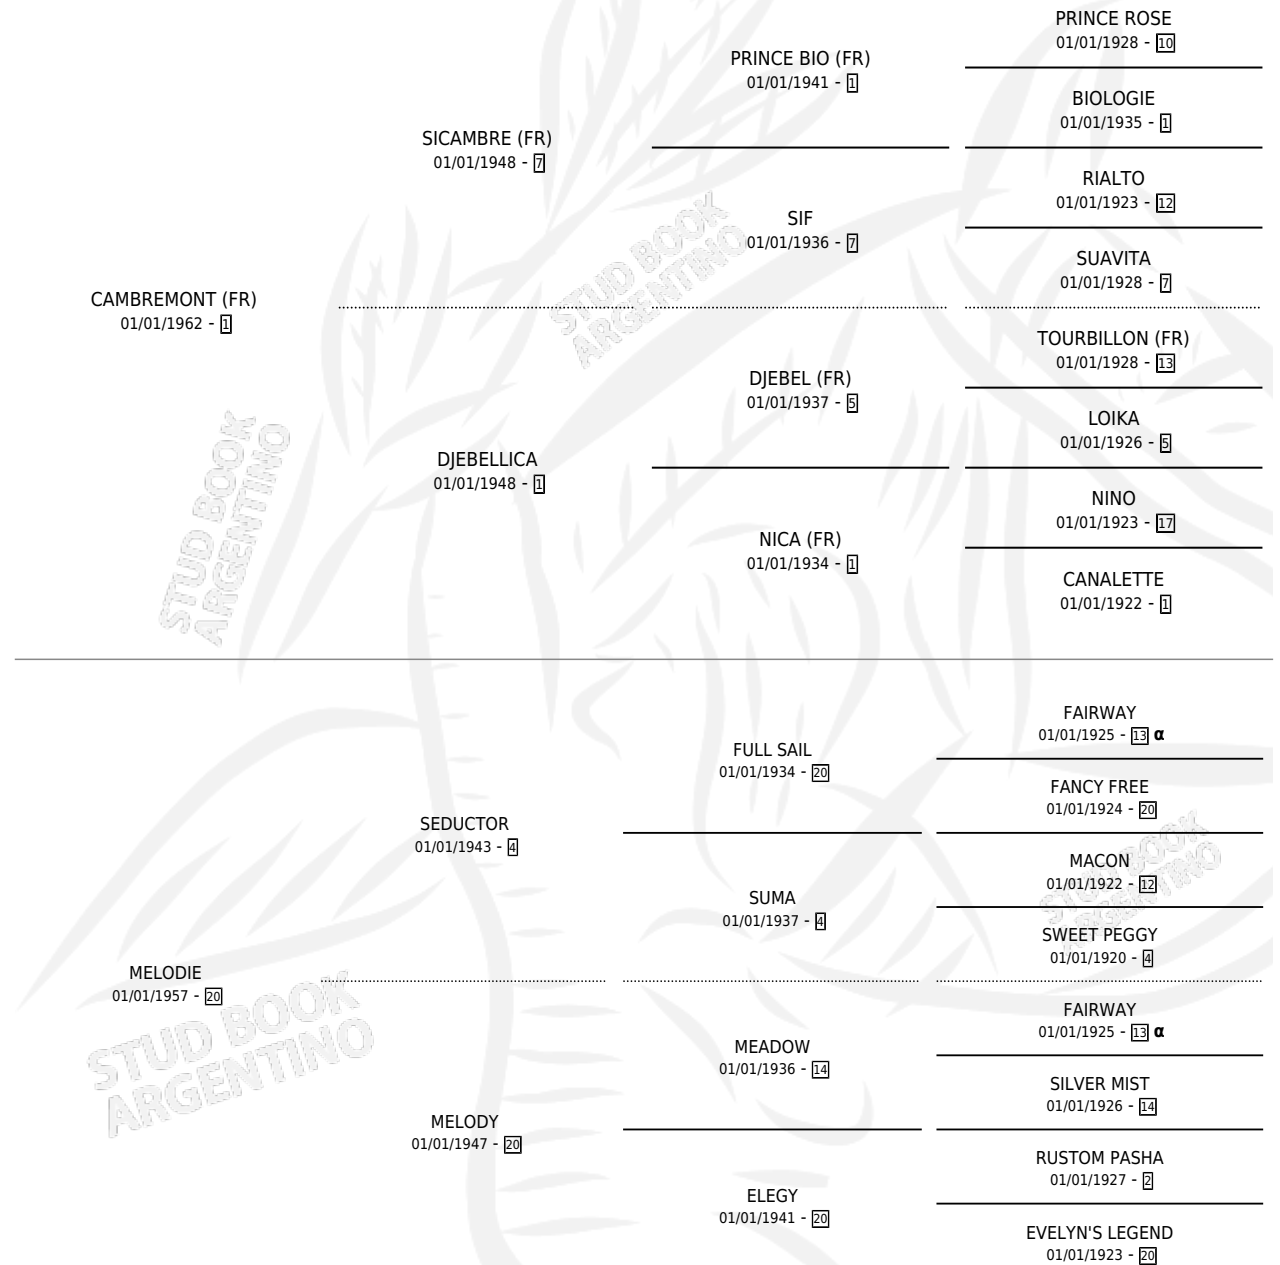 PRINCE ROSE
01/01/1928 - 10
PRINCE BIO (FR)
01/01/1941 - 1
BIOLOGIE
01/01/1935 - 1
SICAMBRE (FR)
01/01/1948 - 7
RIALTO
01/01/1923 - 12
SIF
01/01/1936 - 7
SUAVITA
01/01/1928 - 7
CAMBREMONT (FR)
01/01/1962 - 1
TOURBILLON (FR)
01/01/1928 - 13
DJEBEL (FR)
01/01/1937 - 5
LOIKA
01/01/1926 - 5
DJEBELLICA
01/01/1948 - 1
NINO
01/01/1923 - 17
NICA (FR)
01/01/1934 - 1
CANALETTE
01/01/1922 - 1
FAIRWAY
01/01/1925 - 13 α
FULL SAIL
01/01/1934 - 20
FANCY FREE
01/01/1924 - 20
SEDUCTOR
01/01/1943 - 4
MACON
01/01/1922 - 12
SUMA
01/01/1937 - 4
SWEET PEGGY
01/01/1920 - 4
MELODIE
01/01/1957 - 20
FAIRWAY
01/01/1925 - 13 α
MEADOW
01/01/1936 - 14
SILVER MIST
01/01/1926 - 14
MELODY
01/01/1947 - 20
RUSTOM PASHA
01/01/1927 - 2
ELEGY
01/01/1941 - 20
EVELYN'S LEGEND
01/01/1923 - 20
STUD BOOK
ARGENTINO
STUD BOOK
ARGENTINO
STUD BOOK
ARGENTINO
STUD BOOK
ARGENTINO